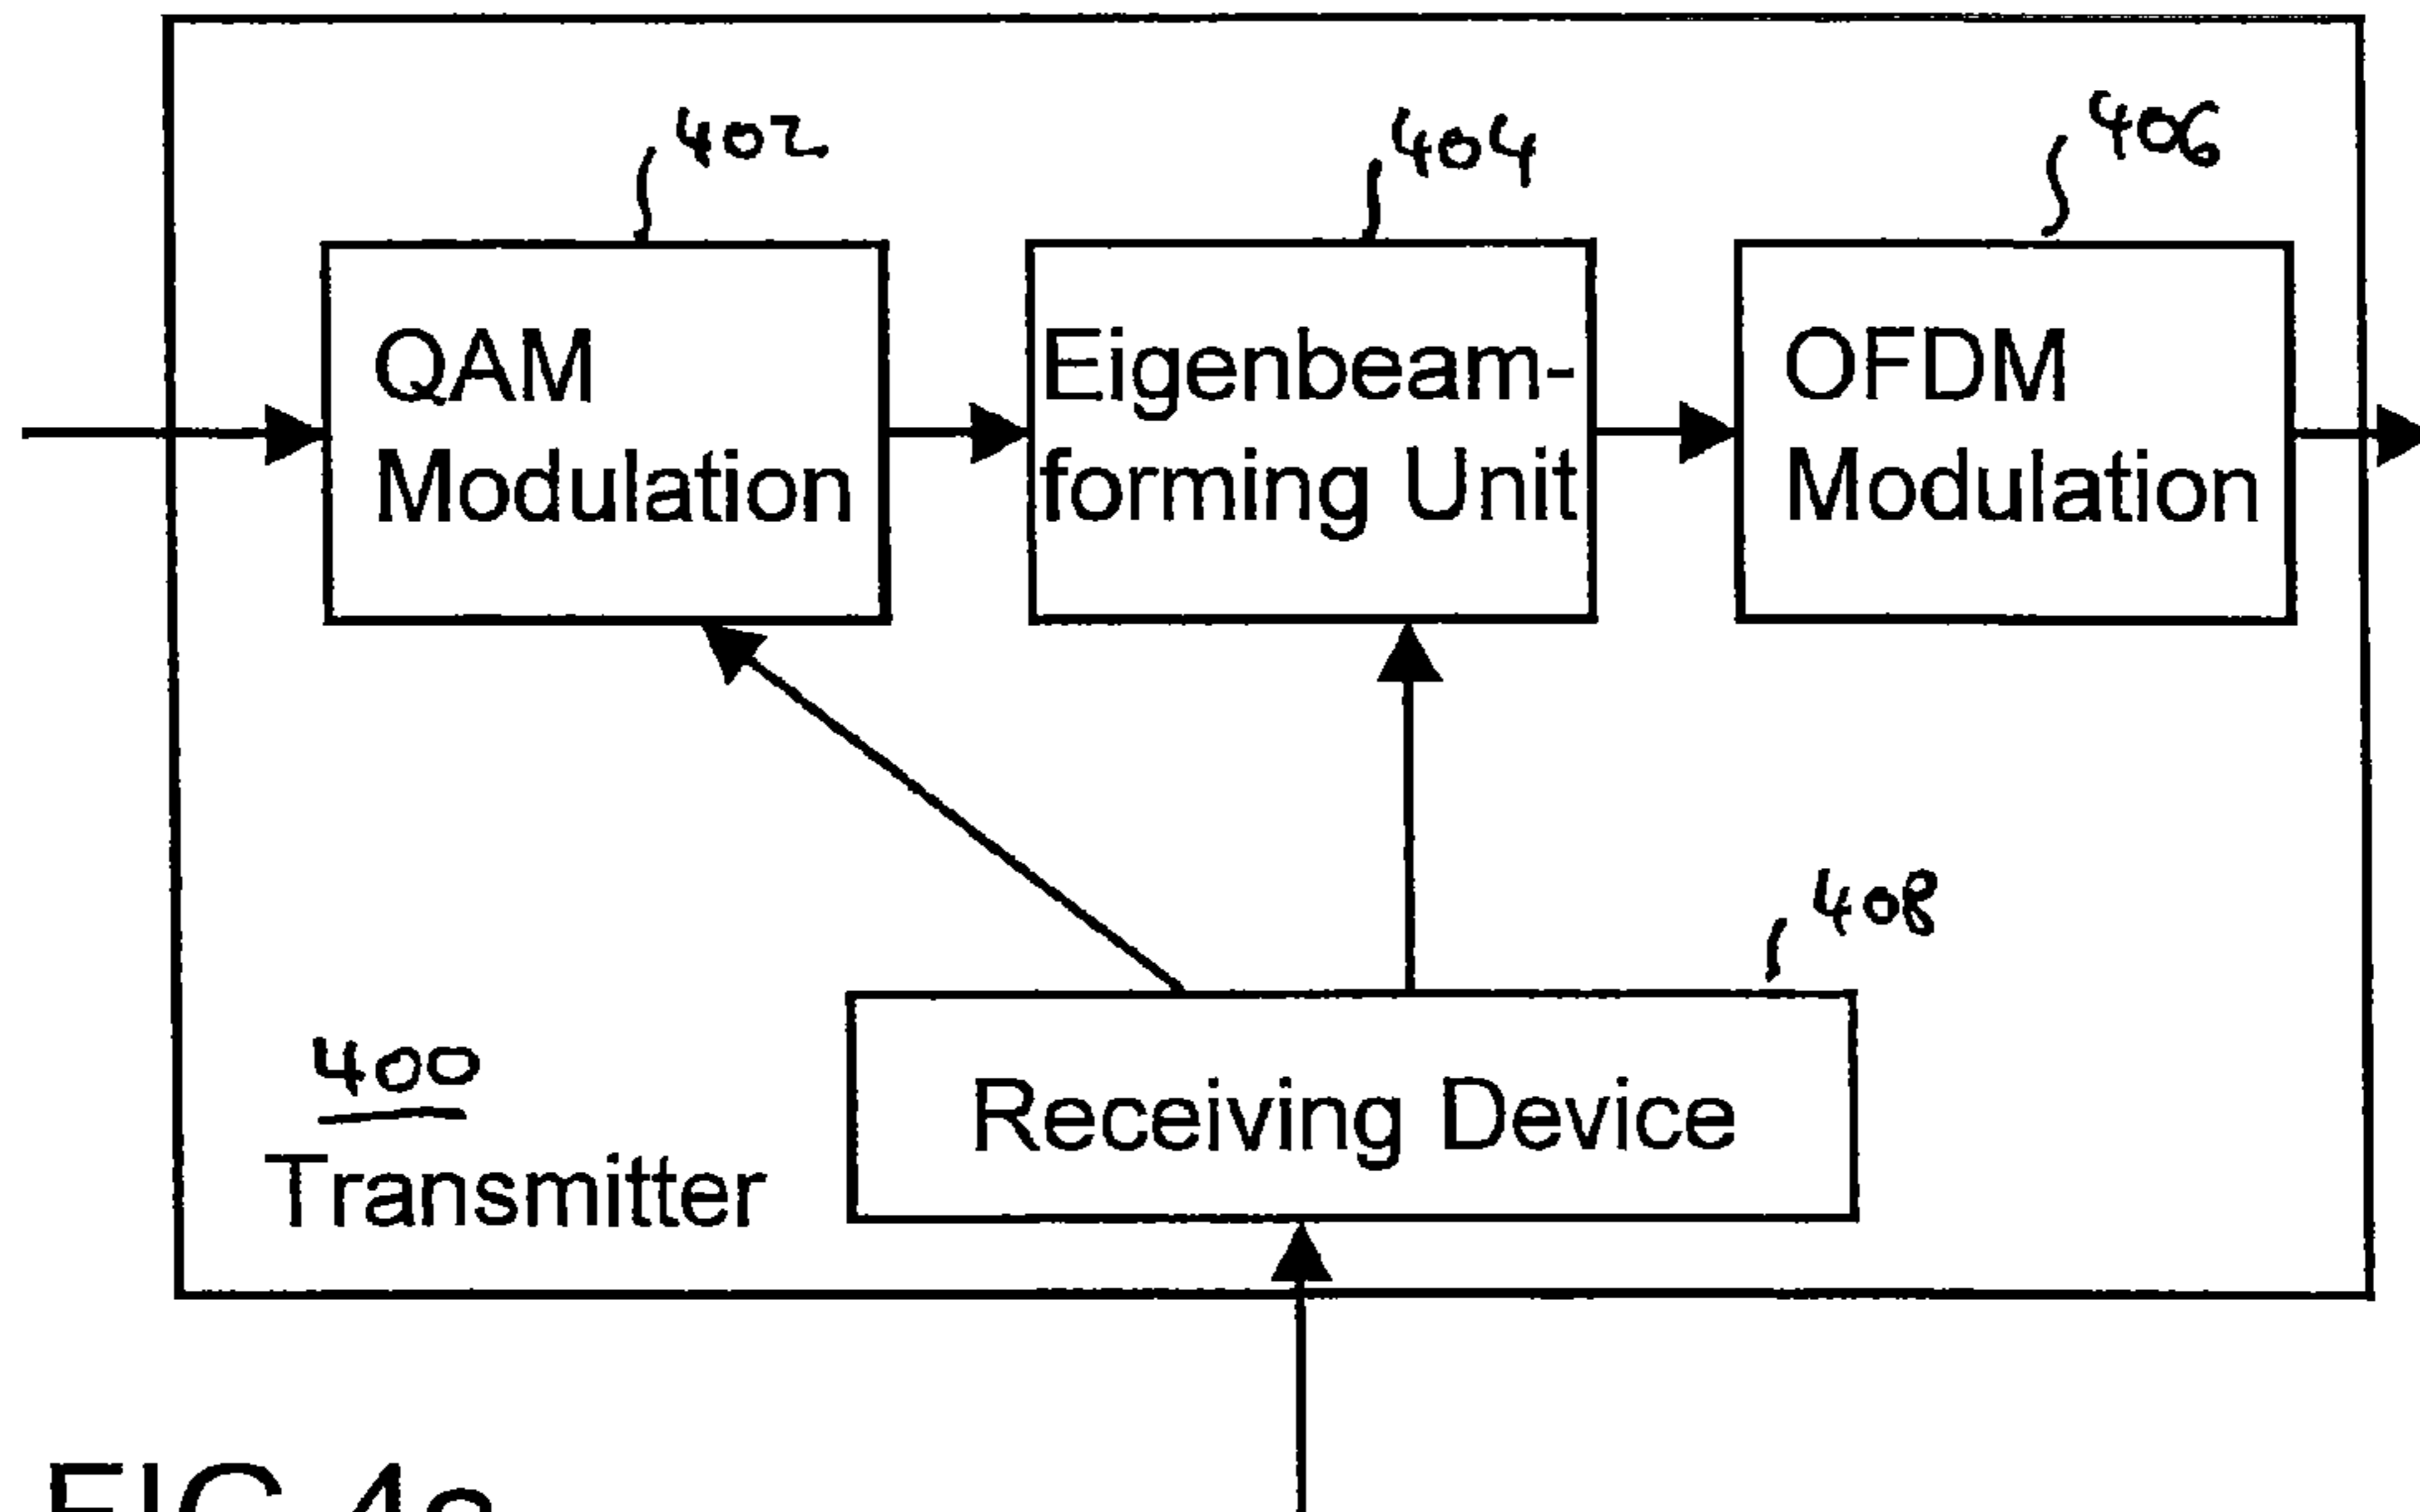 402
404
406
QAM
Modulation
Eigenbeam-
forming Unit
OFDM
Modulation
408
400
Transmitter
Receiving Device